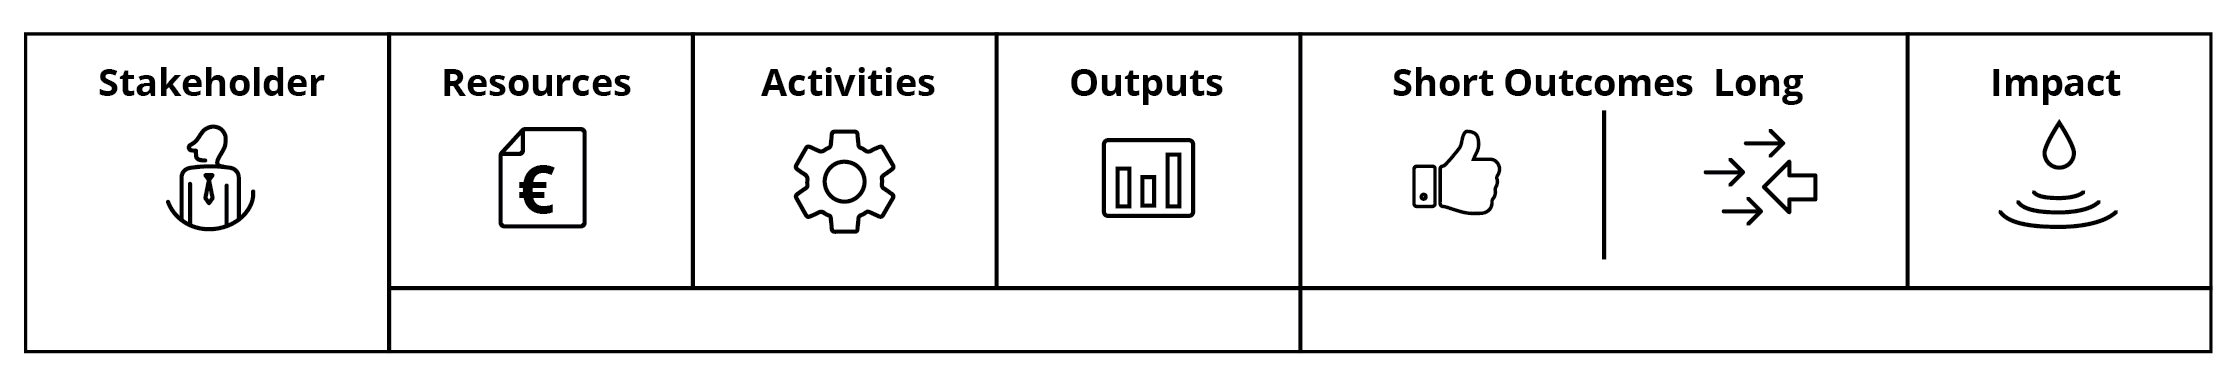 Stakeholder
Resources
Activities
Outputs
Short Outcomes Long
Impact
€